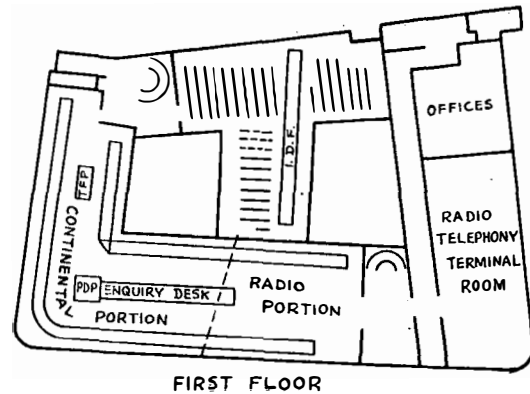 I.D.F.
OFFICES
TFP
CONTINENTAL
PORTION
RADIO
TELEPHONY
TERMINAL
ROOM
PDP
ENQUIRY DESK
RADIO
PORTION
FIRST FLOOR